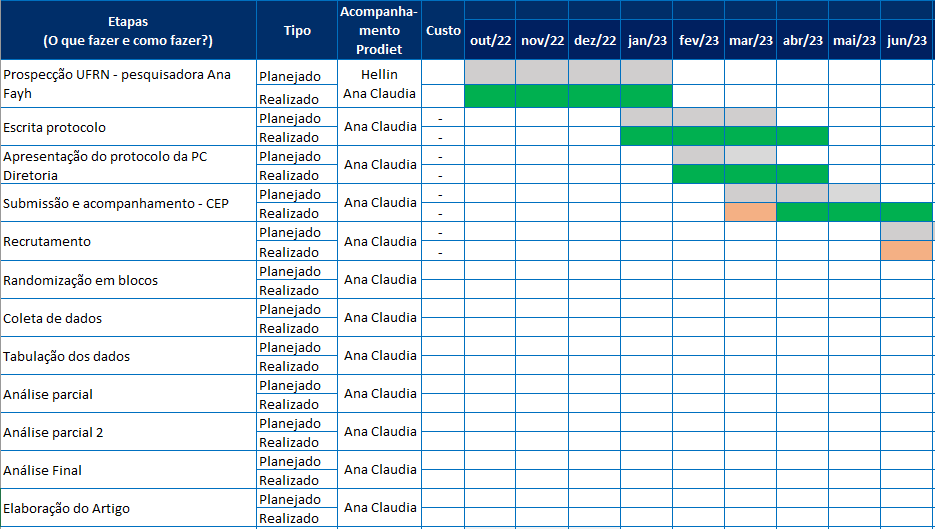 Etapas
(O que fazer e como fazer?)
Tipo
Acompanha-
mento
Prodiet
Custo
out/22 nov/22 dez/22 jan/23 fev/23 mar/23 abr/23 mai/23 jun/23
Prospecção UFRN - pesquisadora Ana
Fayh
Planejado
Realizado
Hellin
Ana Claudia
Escrita protocolo
Planejado
Realizado
Ana Claudia
-
-
Apresentação do protocolo da PC
Diretoria
Planejado
Realizado
Ana Claudia
-
-
Submissão e acompanhamento - CEP
Planejado
Realizado
Ana Claudia
-
-
Recrutamento
Planejado
Realizado
Ana Claudia
-
-
Randomização em blocos
Planejado
Realizado
Ana Claudia
Coleta de dados
Planejado
Realizado
Ana Claudia
Tabulação dos dados
Planejado
Realizado
Ana Claudia
Análise parcial
Planejado
Realizado
Ana Claudia
Análise parcial 2
Planejado
Realizado
Ana Claudia
Análise Final
Planejado
Realizado
Ana Claudia
Elaboração do Artigo
Planejado
Realizado
Ana Claudia